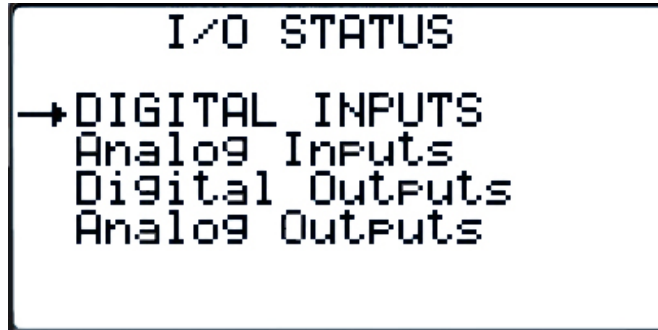 I/O STATUS
→DIGITAL INPUTS
Analog Inputs
Digital Outputs
Analog Outputs